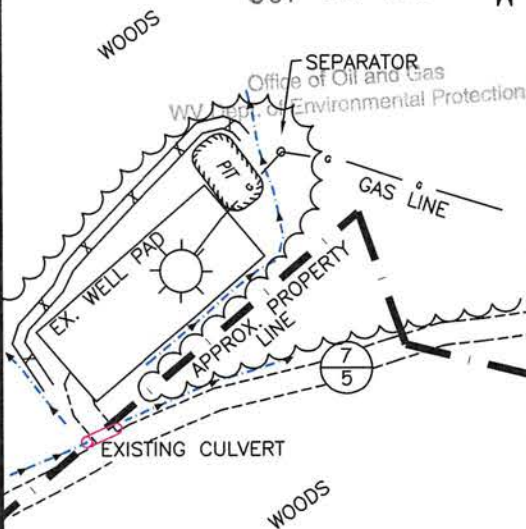 WOODS
SEPARATOR
Office of Oil and Gas
WV Dept. of Environmental Protection
PIT
GAS LINE
EX. WELL PAD
APPROX. PROPERTY
LINE
7
5
EXISTING CULVERT
WOODS